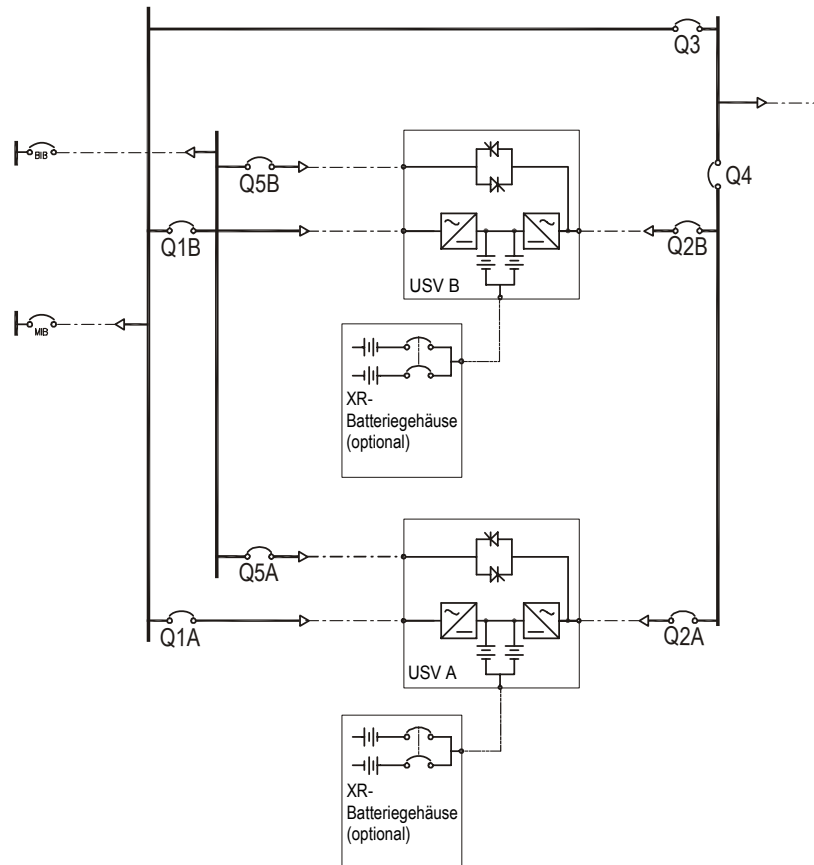 Q3
BIB
Q5B
Q4
Q1B
Q2B
USV B
MIB
XR-
Batteriegehäuse
(optional)
Q5A
Q1A
Q2A
USV A
XR-
Batteriegehäuse
(optional)